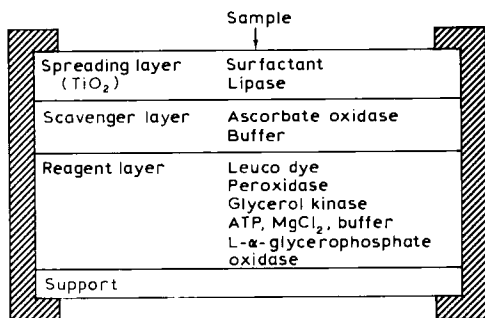 Sample
Spreading layer Surfactant
(TiO₂) Lipase
Scavenger layer Ascorbate oxidase
Buffer
Reagent layer Leuco dye
Peroxidase
Glycerol kinase
ATP, MgCl₂, buffer
L-α-glycerophosphate
oxidase
Support